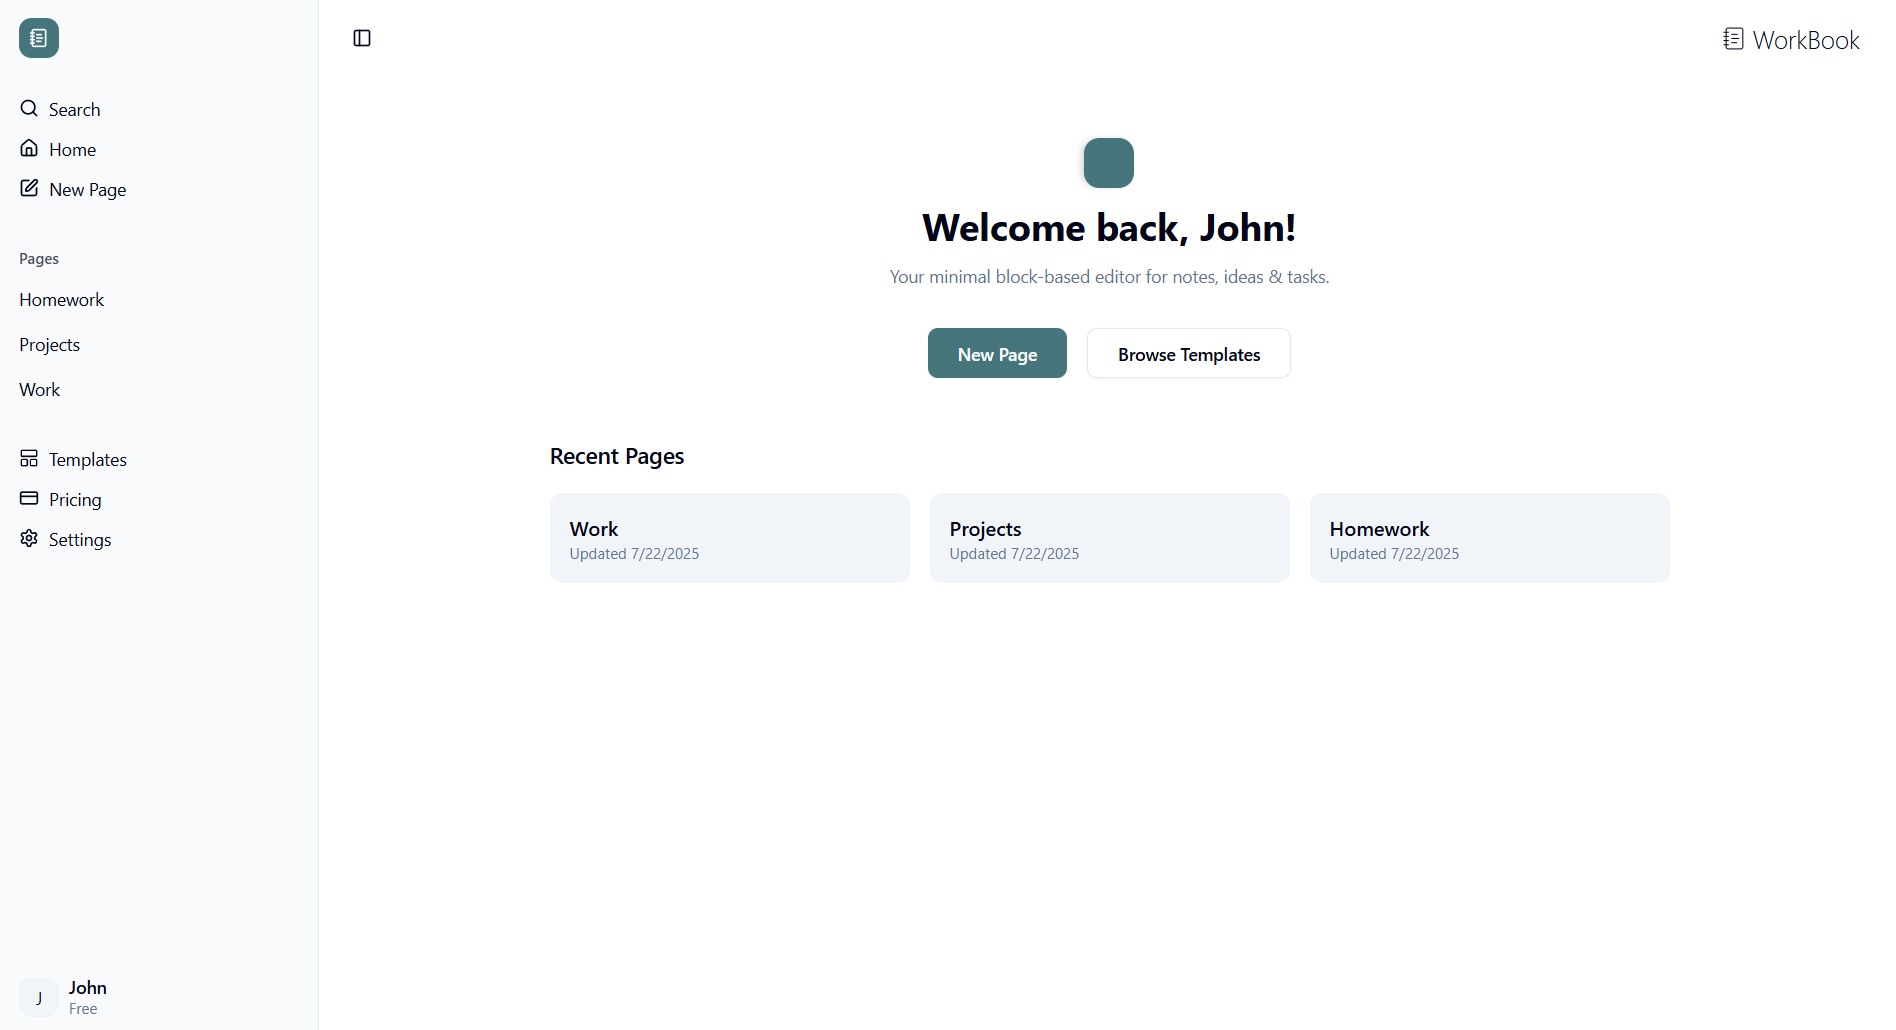 Search
Home
New Page
Pages
Homework
Projects
Work
Templates
Pricing
Settings
J
John
Free
WorkBook
Welcome back, John!
Your minimal block-based editor for notes, ideas & tasks.
New Page
Browse Templates
Recent Pages
Work
Updated 7/22/2025
Projects
Updated 7/22/2025
Homework
Updated 7/22/2025